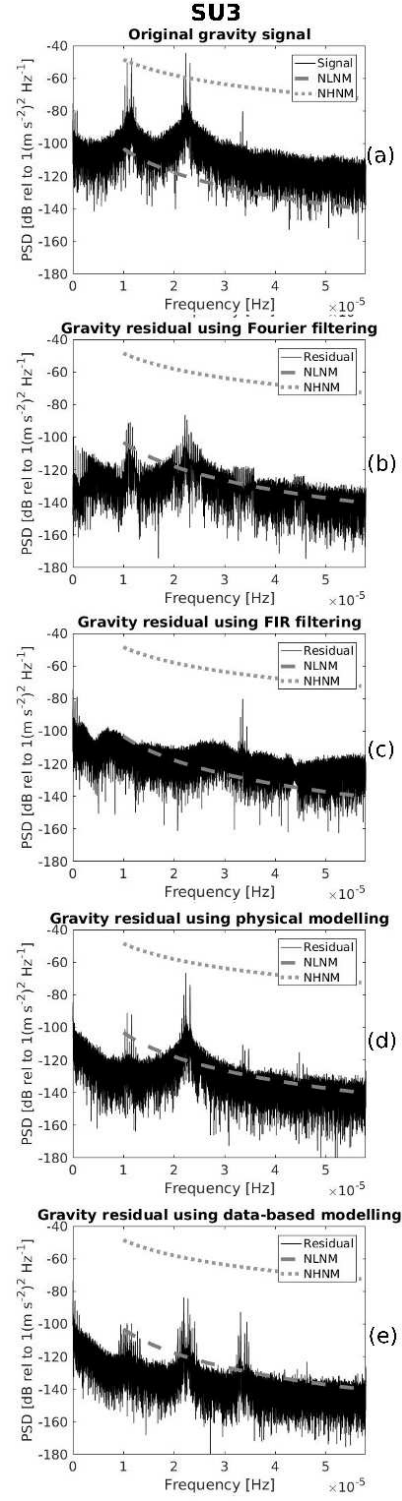 SU3
Original gravity signal
-40
-60
-80
-100
-120
-140
-160
-180
PSD [dB rel to 1(m s-2)2 Hz-1]
Signal
NLNM
NHNM
(a)
0 1 2 3 4 5
Frequency [Hz]
×10-5
Gravity residual using Fourier filtering
-40
-60
-80
-100
-120
-140
-160
-180
PSD [dB rel to 1(m s-2)2 Hz-1]
Residual
NLNM
NHNM
(b)
0 1 2 3 4 5
Frequency [Hz]
×10-5
Gravity residual using FIR filtering
-40
-60
-80
-100
-120
-140
-160
-180
PSD [dB rel to 1(m s-2)2 Hz-1]
Residual
NLNM
NHNM
(c)
0 1 2 3 4 5
Frequency [Hz]
×10-5
Gravity residual using physical modelling
-40
-60
-80
-100
-120
-140
-160
-180
PSD [dB rel to 1(m s-2)2 Hz-1]
Residual
NLNM
NHNM
(d)
0 1 2 3 4 5
Frequency [Hz]
×10-5
Gravity residual using data-based modelling
-40
-60
-80
-100
-120
-140
-160
-180
PSD [dB rel to 1(m s-2)2 Hz-1]
Residual
NLNM
NHNM
(e)
0 1 2 3 4 5
Frequency [Hz]
×10-5